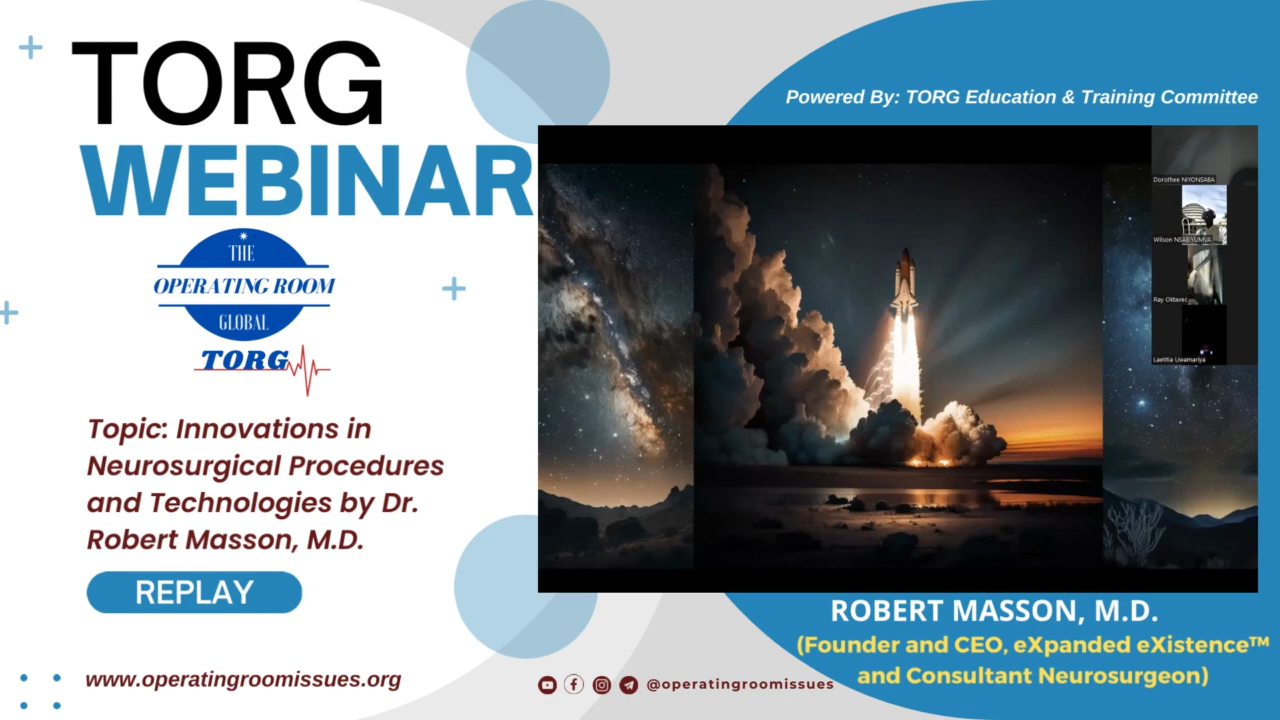 TORG
WEBINAR
THE
OPERATING ROOM
GLOBAL
TORG
Topic: Innovations in
Neurosurgical Procedures
and Technologies by Dr.
Robert Masson, M.D.
REPLAY
www.operatingroomissues.org
Powered By: TORG Education & Training Committee
Dorothee NIYONSABA
Wilson NSABIYUMVA
Ray Oktavec
Laetitia Uwamariya
ROBERT MASSON, M.D.
(Founder and CEO, eXpanded eXistence™
and Consultant Neurosurgeon)
@operatingroomissues